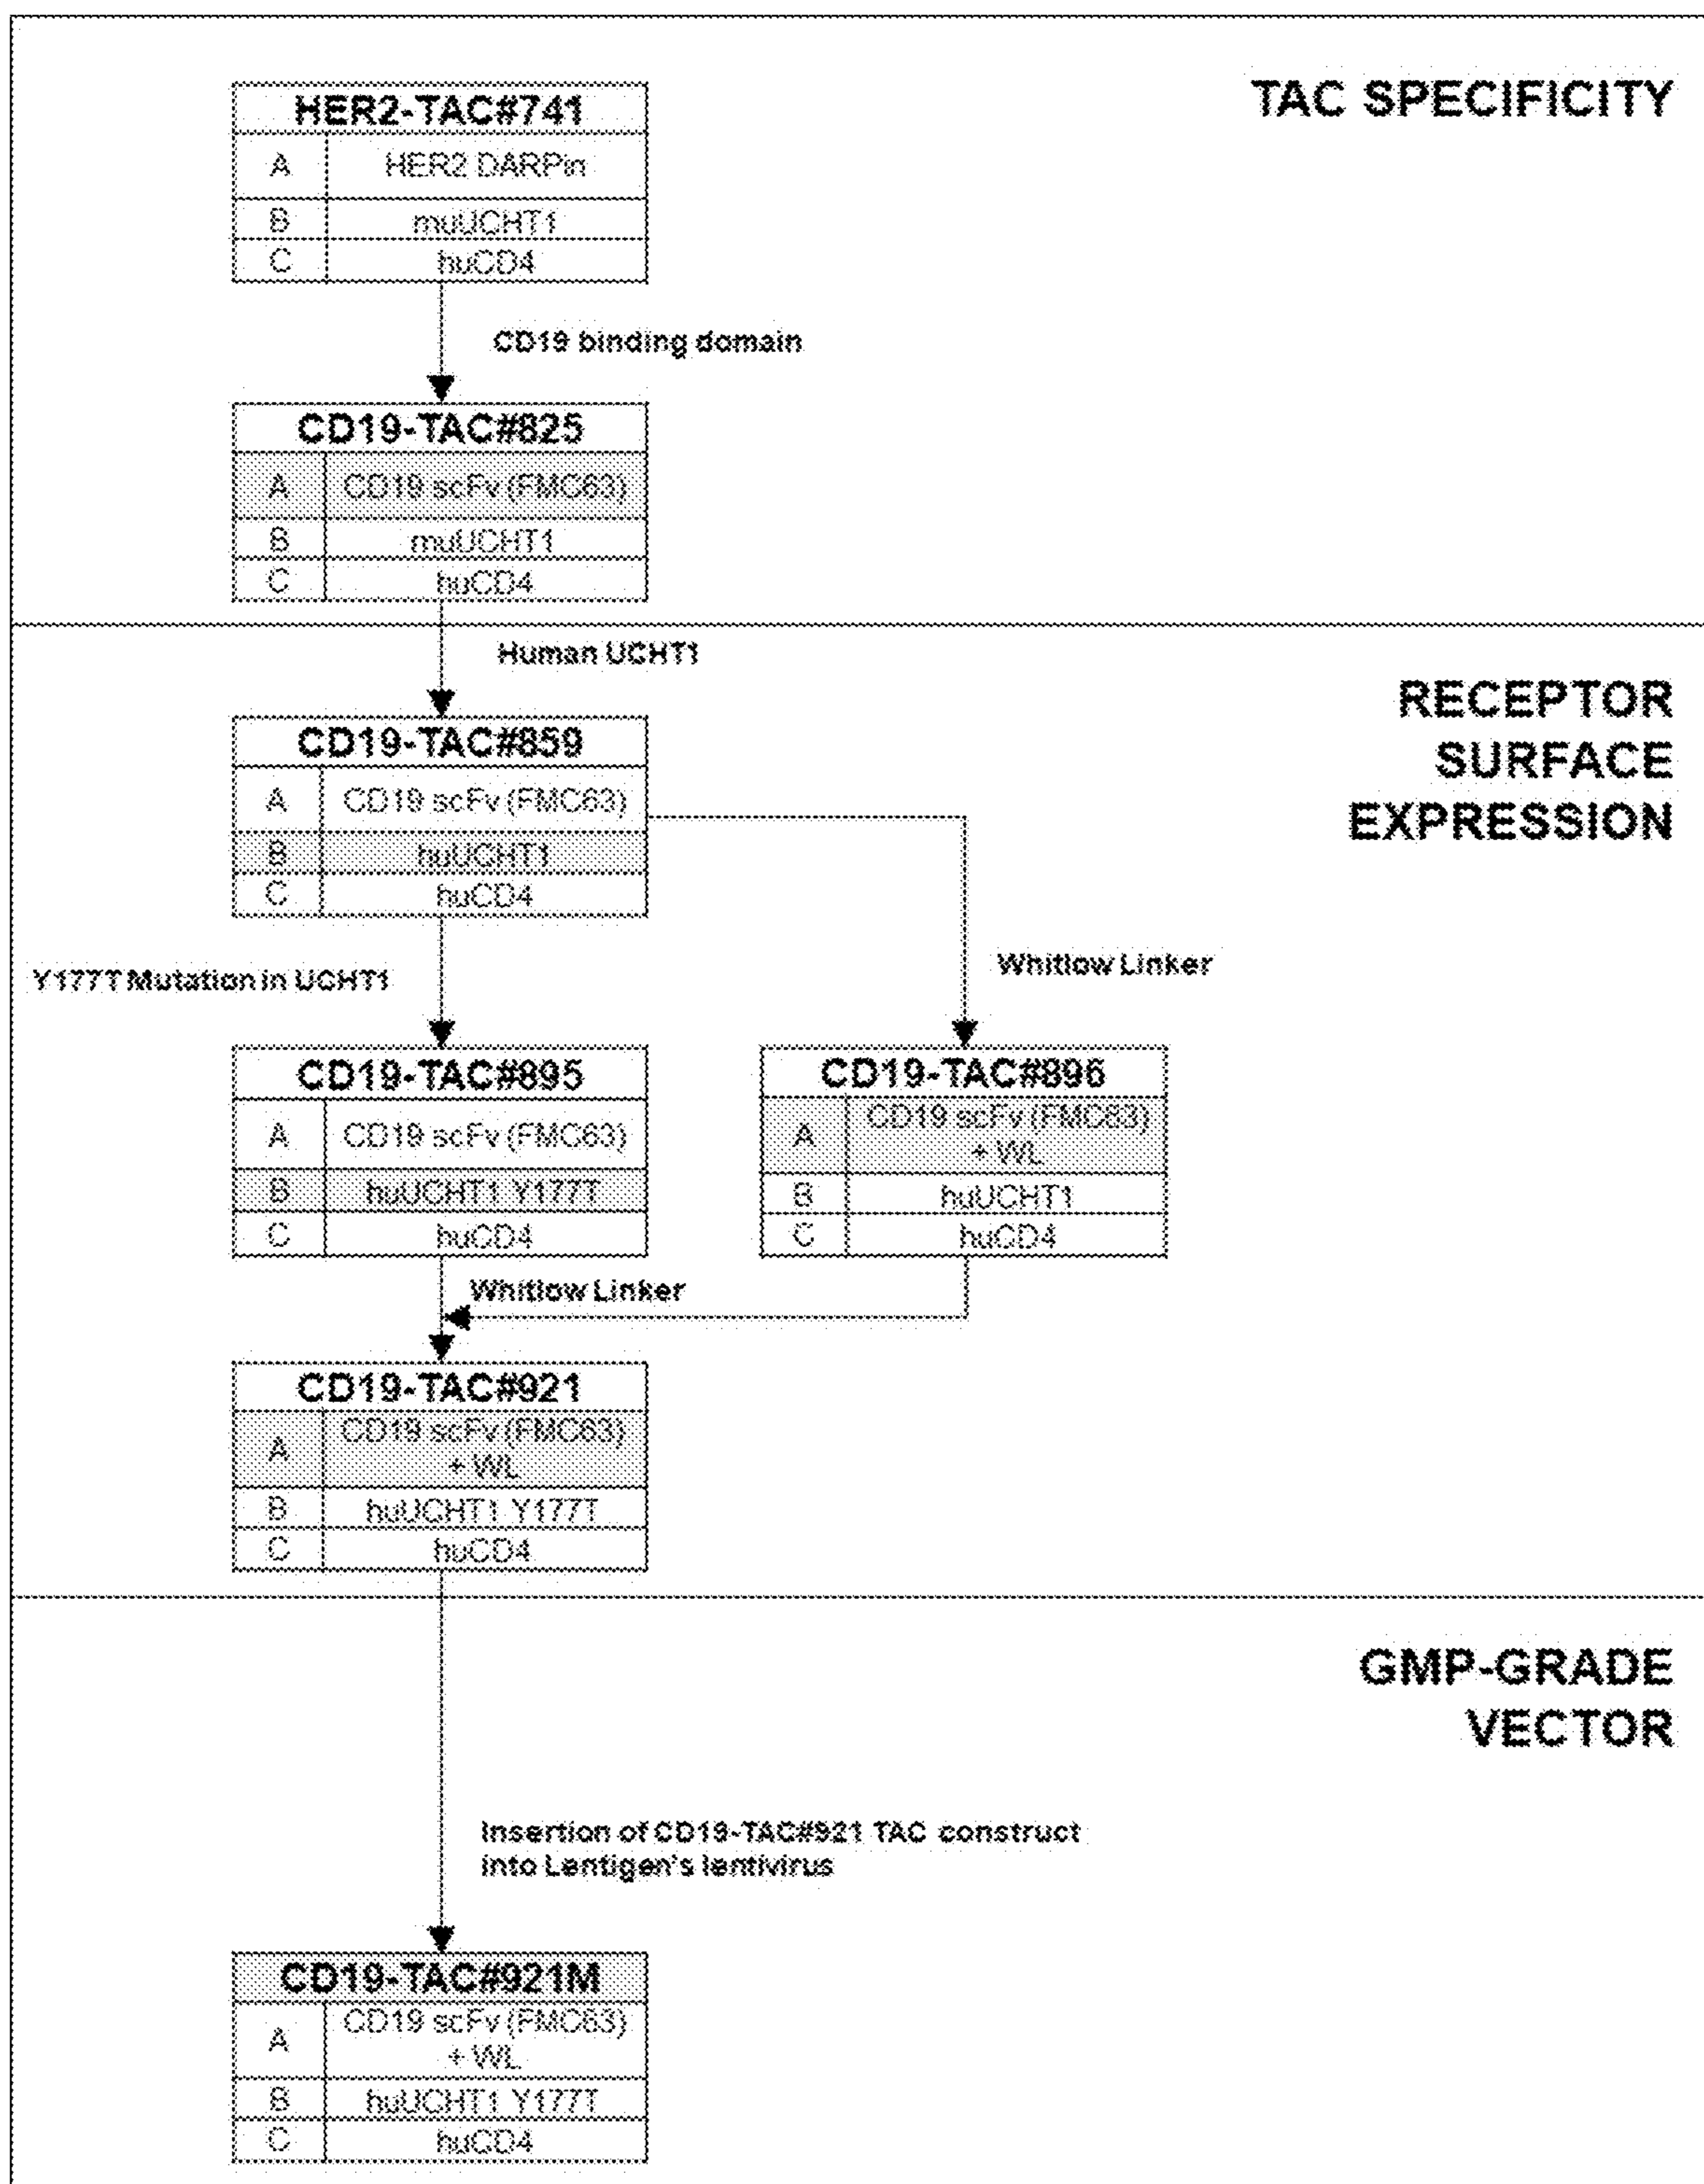 TAC SPECIFICITY
HER2-TAC#741
A HER2 DARPin
B muUCHT1
C huCD4
CD19 binding domain
CD19-TAC#825
A CD19 scFv (FMC63)
B muUCHT1
C huCD4
Human UCHT1
RECEPTOR
SURFACE
EXPRESSION
CD19-TAC#859
A CD19 scFv (FMC63)
B huUCHT1
C huCD4
Y177T Mutation in UCHT1
Whitlow Linker
CD19-TAC#895
A CD19 scFv (FMC63)
B huUCHT1 Y177T
C huCD4
CD19-TAC#896
A CD19 scFv (FMC63)
+ WL
B huUCHT1
C huCD4
Whitlow Linker
CD19-TAC#921
A CD19 scFv (FMC63)
+ WL
B huUCHT1 Y177T
C huCD4
GMP-GRADE
VECTOR
Insertion of CD19-TAC#921 TAC construct
into Lentigen's lentivirus
CD19-TAC#921M
A CD19 scFv (FMC63)
+ WL
B huUCHT1 Y177T
C huCD4